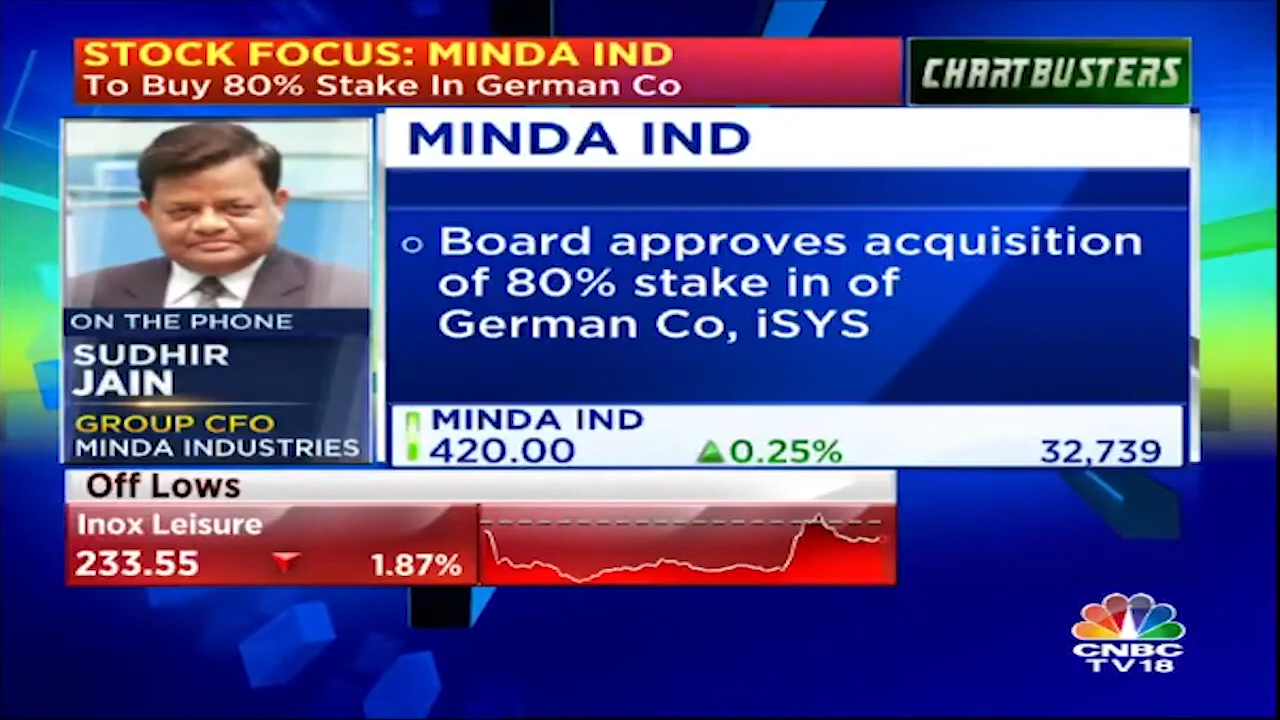 STOCK FOCUS: MINDA IND
To Buy 80% Stake In German Co
CHARTBUSTERS
MINDA IND
Board approves acquisition
of 80% stake in of
German Co, iSYS
ON THE PHONE
SUDHIR
JAIN
GROUP CFO
MINDA INDUSTRIES
MINDA IND
420.00 0.25% 32,739
Off Lows
Inox Leisure
233.55 1.87%
CNBC
TV18